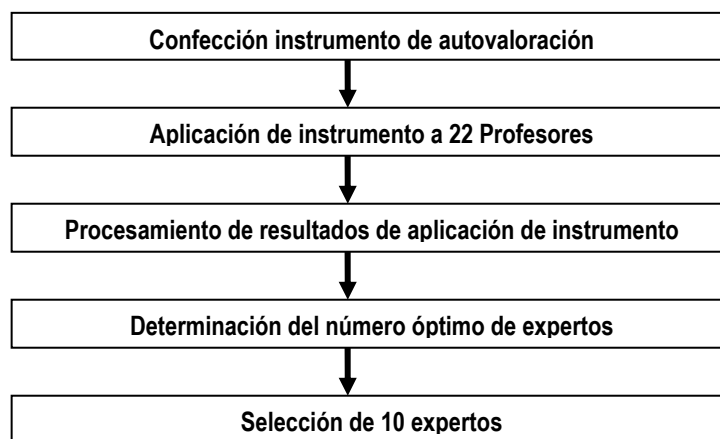 Confección instrumento de autovaloración
Aplicación de instrumento a 22 Profesores
Procesamiento de resultados de aplicación de instrumento
Determinación del número óptimo de expertos
Selección de 10 expertos